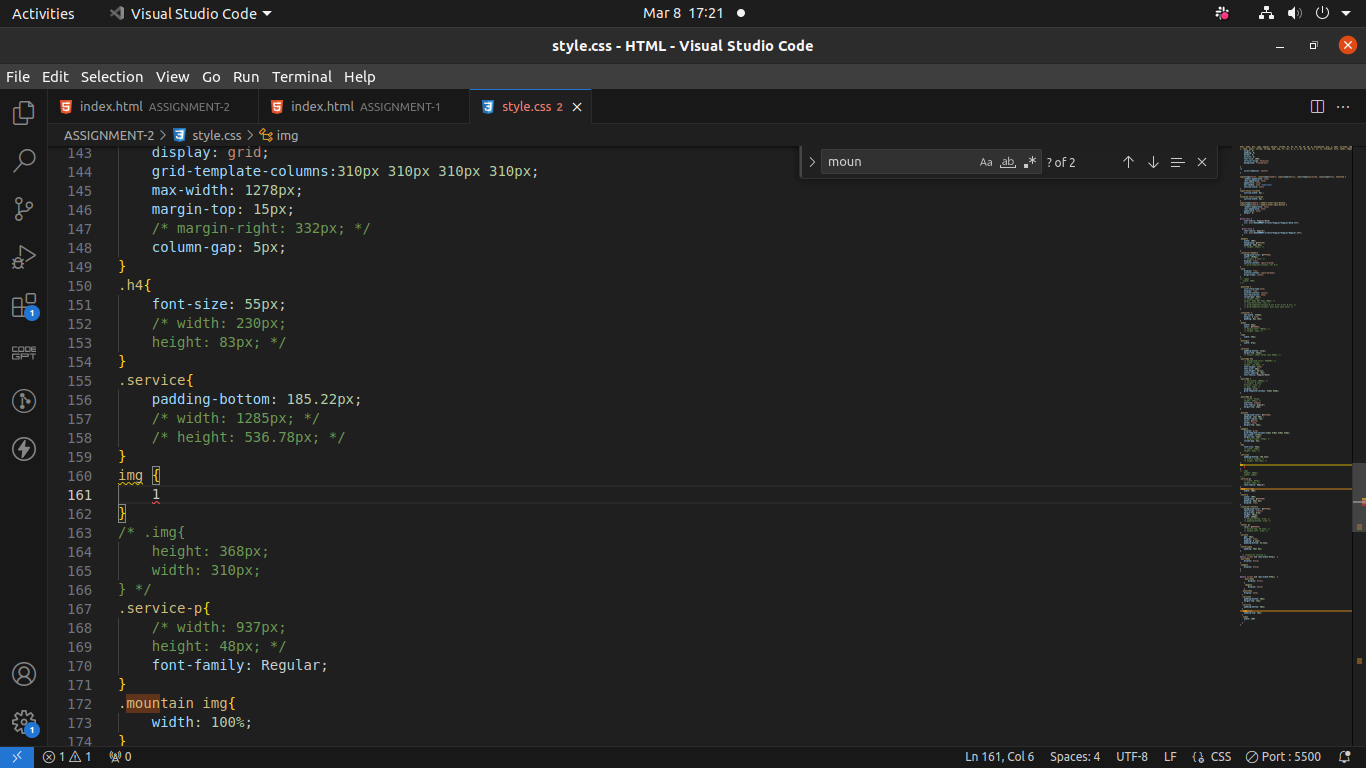 Activities
Visual Studio Code
Mar 8 17:21
style.css - HTML - Visual Studio Code
File Edit Selection View Go Run Terminal Help
index.html ASSIGNMENT-2
index.html ASSIGNMENT-1
style.css 2
ASSIGNMENT-2 > style.css > img
moun
Aa ab .*
? of 2
143 display: grid;
144 grid-template-columns:310px 310px 310px 310px;
145 max-width: 1278px;
146 margin-top: 15px;
147 /* margin-right: 332px; */
148 column-gap: 5px;
149 }
150 .h4{
151 font-size: 55px;
152 /* width: 230px;
153 height: 83px; */
154 }
155 .service{
156 padding-bottom: 185.22px;
157 /* width: 1285px; */
158 /* height: 536.78px; */
159 }
160 img {
161 1
162 }
163 /* .img{
164 height: 368px;
165 width: 310px;
166 } */
167 .service-p{
168 /* width: 937px;
169 height: 48px; */
170 font-family: Regular;
171 }
172 .mountain img{
173 width: 100%;
174 }
CODE
GPT
1
1
1 1 0
Ln 161, Col 6 Spaces: 4 UTF-8 LF CSS Port : 5500